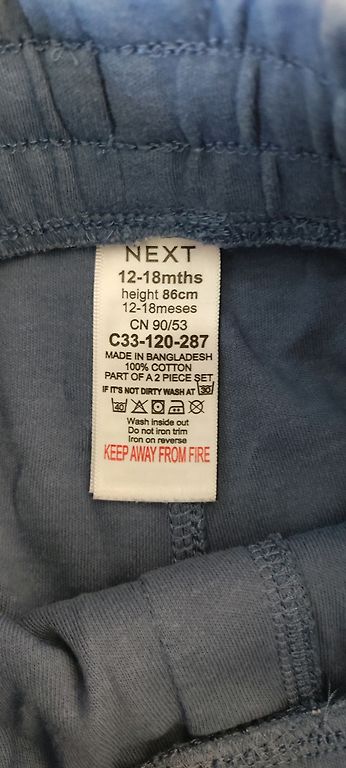 NEXT
12-18mths
height 86cm
12-18meses
CN 90/53
C33-120-287
MADE IN BANGLADESH
100% COTTON
PART OF A 2 PIECE SET
IF IT'S NOT DIRTY WASH AT 30
40
Wash inside out
Do not iron trim
Iron on reverse
KEEP AWAY FROM FIRE